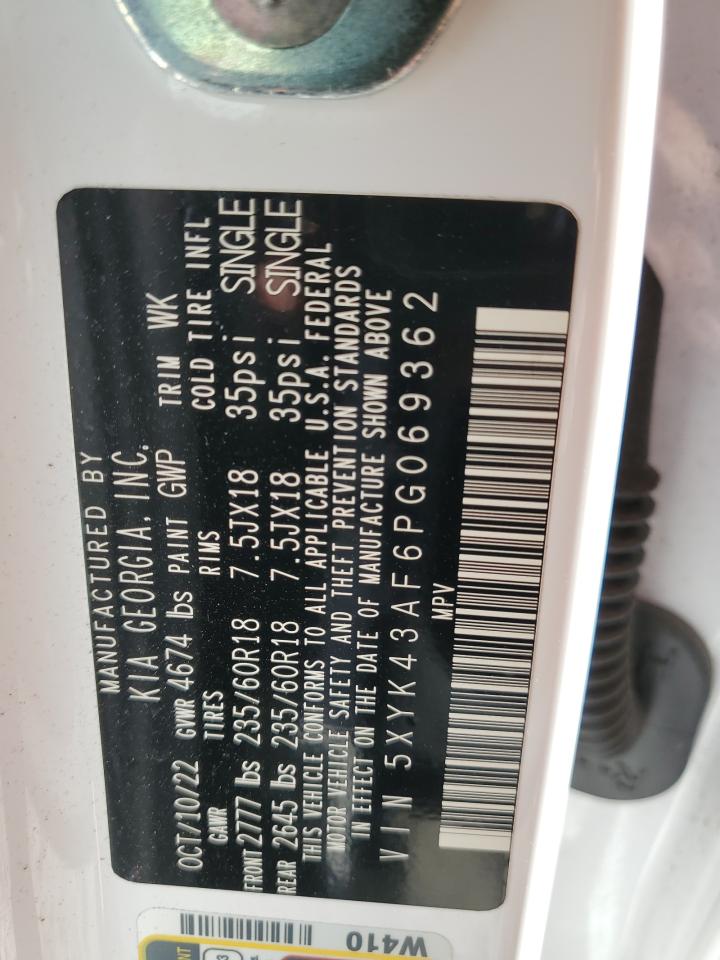 MANUFACTURED BY
KIA GEORGIA, INC.
OCT/10/22 GVWR 4674 lbs PAINT GWP TRIM WK
GAWR TIRES RIMS COLD TIRE INFL
FRONT 2777 lbs 235/60R18 7.5JX18 35psi SINGLE
REAR 2645 lbs 235/60R18 7.5JX18 35psi SINGLE
THIS VEHICLE CONFORMS TO ALL APPLICABLE U.S.A. FEDERAL
MOTOR VEHICLE SAFETY AND THEFT PREVENTION STANDARDS
IN EFFECT ON THE DATE OF MANUFACTURE SHOWN ABOVE
VIN 5XYK43AF6PG069362
MPV
W410